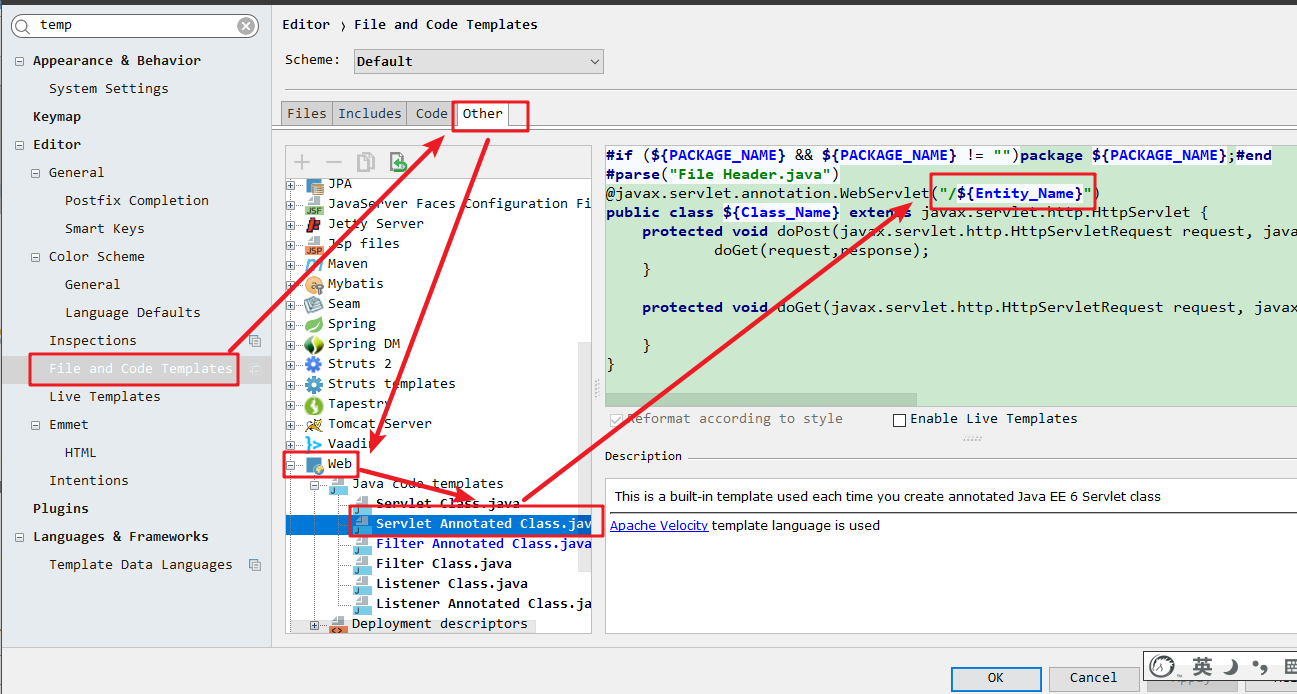 temp
Appearance & Behavior
System Settings
Keymap
Editor
General
Postfix Completion
Smart Keys
Color Scheme
General
Language Defaults
Inspections
File and Code Templates
Live Templates
Emmet
HTML
Intentions
Plugins
Languages & Frameworks
Template Data Languages
Editor › File and Code Templates
Scheme: Default
Files Includes Code Other
JPA
JavaServer Faces Configuration Fi
Jetty Server
Jsp files
Maven
Mybatis
Seam
Spring
Spring DM
Struts 2
Struts templates
Tapestry
Tomcat Server
Vaadin
Web
Java code templates
Servlet Class.java
Servlet Annotated Class.jav
Filter Annotated Class.java
Filter Class.java
Listener Class.java
Listener Annotated Class.ja
Deployment descriptors
#if (${PACKAGE_NAME} && ${PACKAGE_NAME} != "")package ${PACKAGE_NAME};#end
#parse("File Header.java")
@javax.servlet.annotation.WebServlet("/${Entity_Name}")
public class ${Class_Name} extends javax.servlet.http.HttpServlet {
protected void doPost(javax.servlet.http.HttpServletRequest request, java
doGet(request,response);
}
protected void doGet(javax.servlet.http.HttpServletRequest request, javax
}
}
Reformat according to style
Enable Live Templates
Description
This is a built-in template used each time you create annotated Java EE 6 Servlet class
Apache Velocity template language is used
OK
Cancel
英